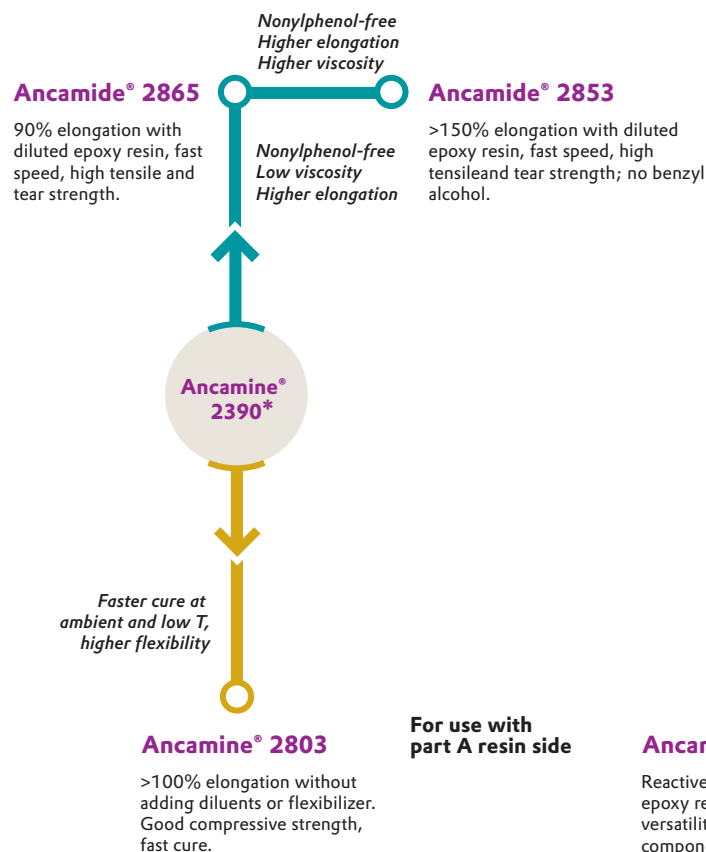 Nonylphenol-free
Higher elongation
Higher viscosity
Ancamide® 2865
90% elongation with
diluted epoxy resin, fast
speed, high tensile and
tear strength.
Nonylphenol-free
Low viscosity
Higher elongation
Ancamide® 2853
>150% elongation with diluted
epoxy resin, fast speed, high
tensileand tear strength; no benzyl
alcohol.
Ancamine®
2390*
Faster cure at
ambient and low T,
higher flexibility
Ancamine® 2803
>100% elongation without
adding diluents or flexibilizer.
Good compressive strength,
fast cure.
For use with
part A resin side
Reactive
epoxy